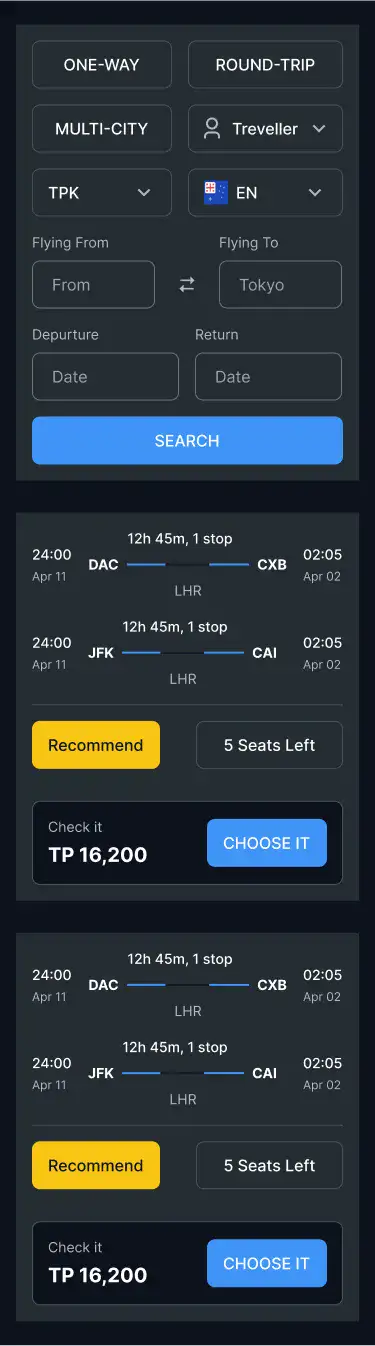 ONE-WAY ROUND-TRIP
MULTI-CITY Treveller
TPK EN
Flying From Flying To
From Tokyo
Depurture Return
Date Date
SEARCH
12h 45m, 1 stop
24:00 DAC CXB 02:05
Apr 11 LHR Apr 02
12h 45m, 1 stop
24:00 JFK CAI 02:05
Apr 11 LHR Apr 02
Recommend 5 Seats Left
Check it
TP 16,200 CHOOSE IT
12h 45m, 1 stop
24:00 DAC CXB 02:05
Apr 11 LHR Apr 02
12h 45m, 1 stop
24:00 JFK CAI 02:05
Apr 11 LHR Apr 02
Recommend 5 Seats Left
Check it
TP 16,200 CHOOSE IT